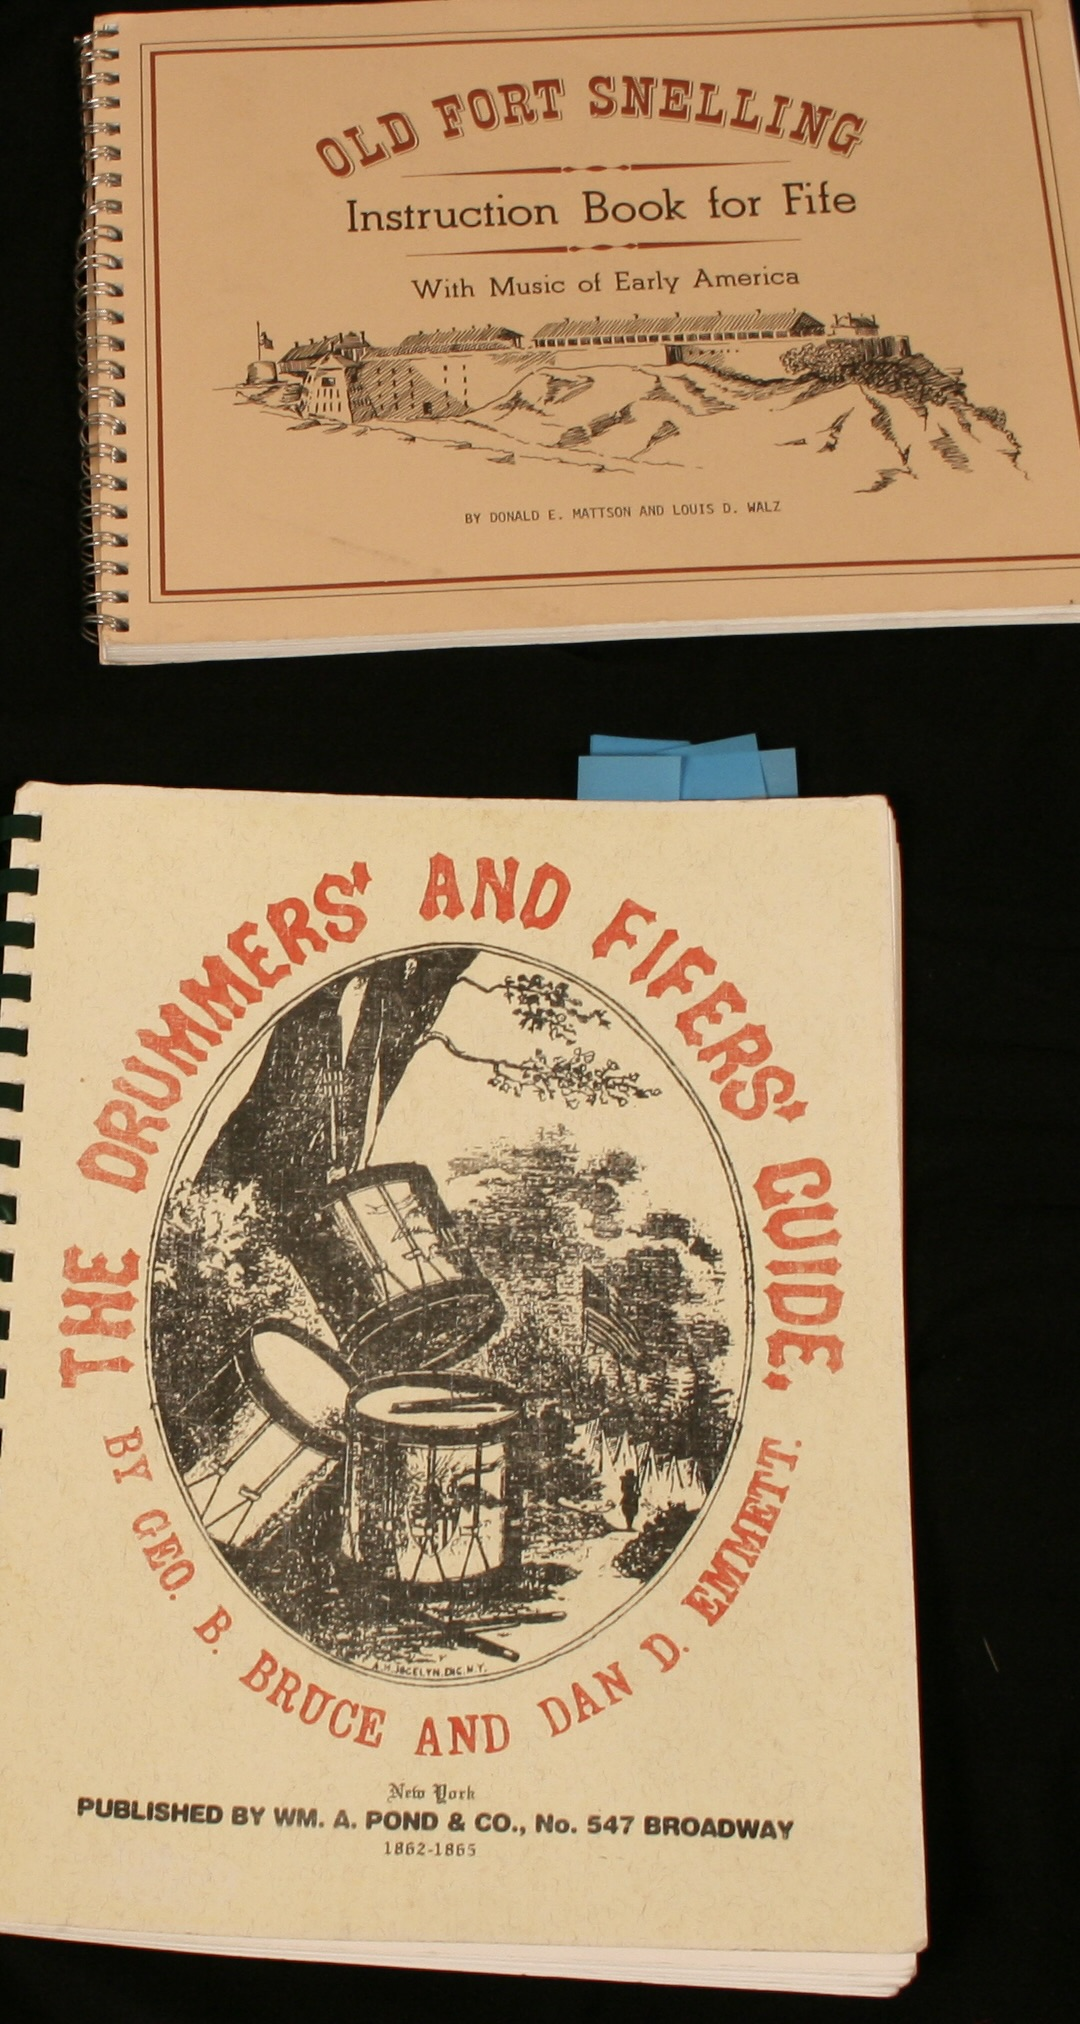 OLD FORT SNELLING
Instruction Book for Fife
With Music of Early America
BY DONALD E. MATTSON AND LOUIS D. WALZ
THE DRUMMERS' AND FIFERS' GUIDE.
A.H. JOCELYN, DIC, N.Y.
BY GEO. B. BRUCE AND DAN D. EMMETT.
New York
PUBLISHED BY WM. A. POND & CO., No. 547 BROADWAY
1862-1865